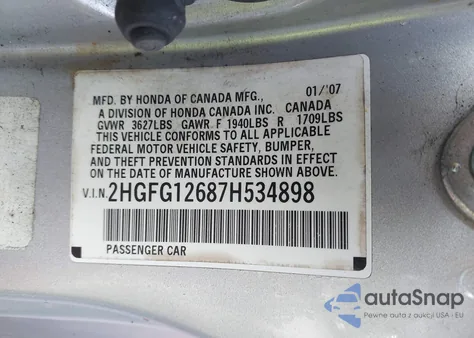 MFD. BY HONDA OF CANADA MFG., 01/'07
A DIVISION OF HONDA CANADA INC. CANADA
GVWR 3627LBS GAWR F 1940LBS R 1709LBS
THIS VEHICLE CONFORMS TO ALL APPLICABLE
FEDERAL MOTOR VEHICLE SAFETY, BUMPER,
AND THEFT PREVENTION STANDARDS IN EFFECT
ON THE DATE OF MANUFACTURE SHOWN ABOVE.
V.I.N. 2HGFG12687H534898
PASSENGER CAR
autoSnap
Pewne auta z aukcji USA i EU